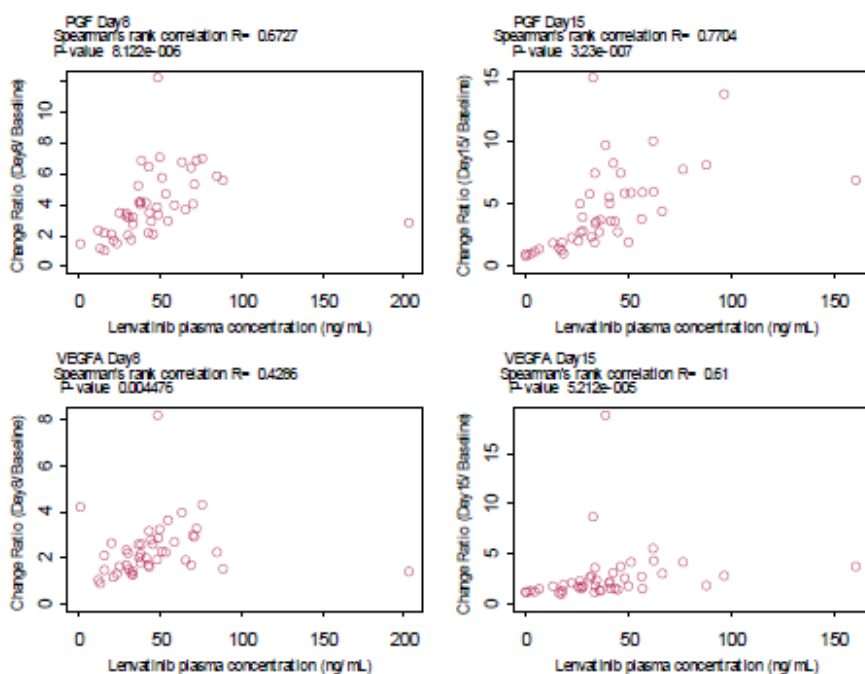 PGF Day8
Spearman's rank correlation R= 0.6727
P-value 8.122e-006
Change Ratio (Day8/ Baseline)
10
8
6
4
2
0
0 50 100 150 200
Lenvatinib plasma concentration (ng/mL)
PGF Day15
Spearman's rank correlation R= 0.7704
P-value 3.23e-007
Change Ratio (Day15/ Baseline)
15
10
5
0
0 50 100 150
Lenvatinib plasma concentration (ng/mL)
VEGFA Day8
Spearman's rank correlation R= 0.4286
P-value 0.004476
Change Ratio (Day8/Baseline)
8
6
4
2
0
0 50 100 150 200
Lenvatinib plasma concentration (ng/mL)
VEGFA Day15
Spearman's rank correlation R= 0.61
P-value 5.212e-005
Change Ratio (Day15/Baseline)
15
10
5
0
0 50 100 150
Lenvatinib plasma concentration (ng/mL)